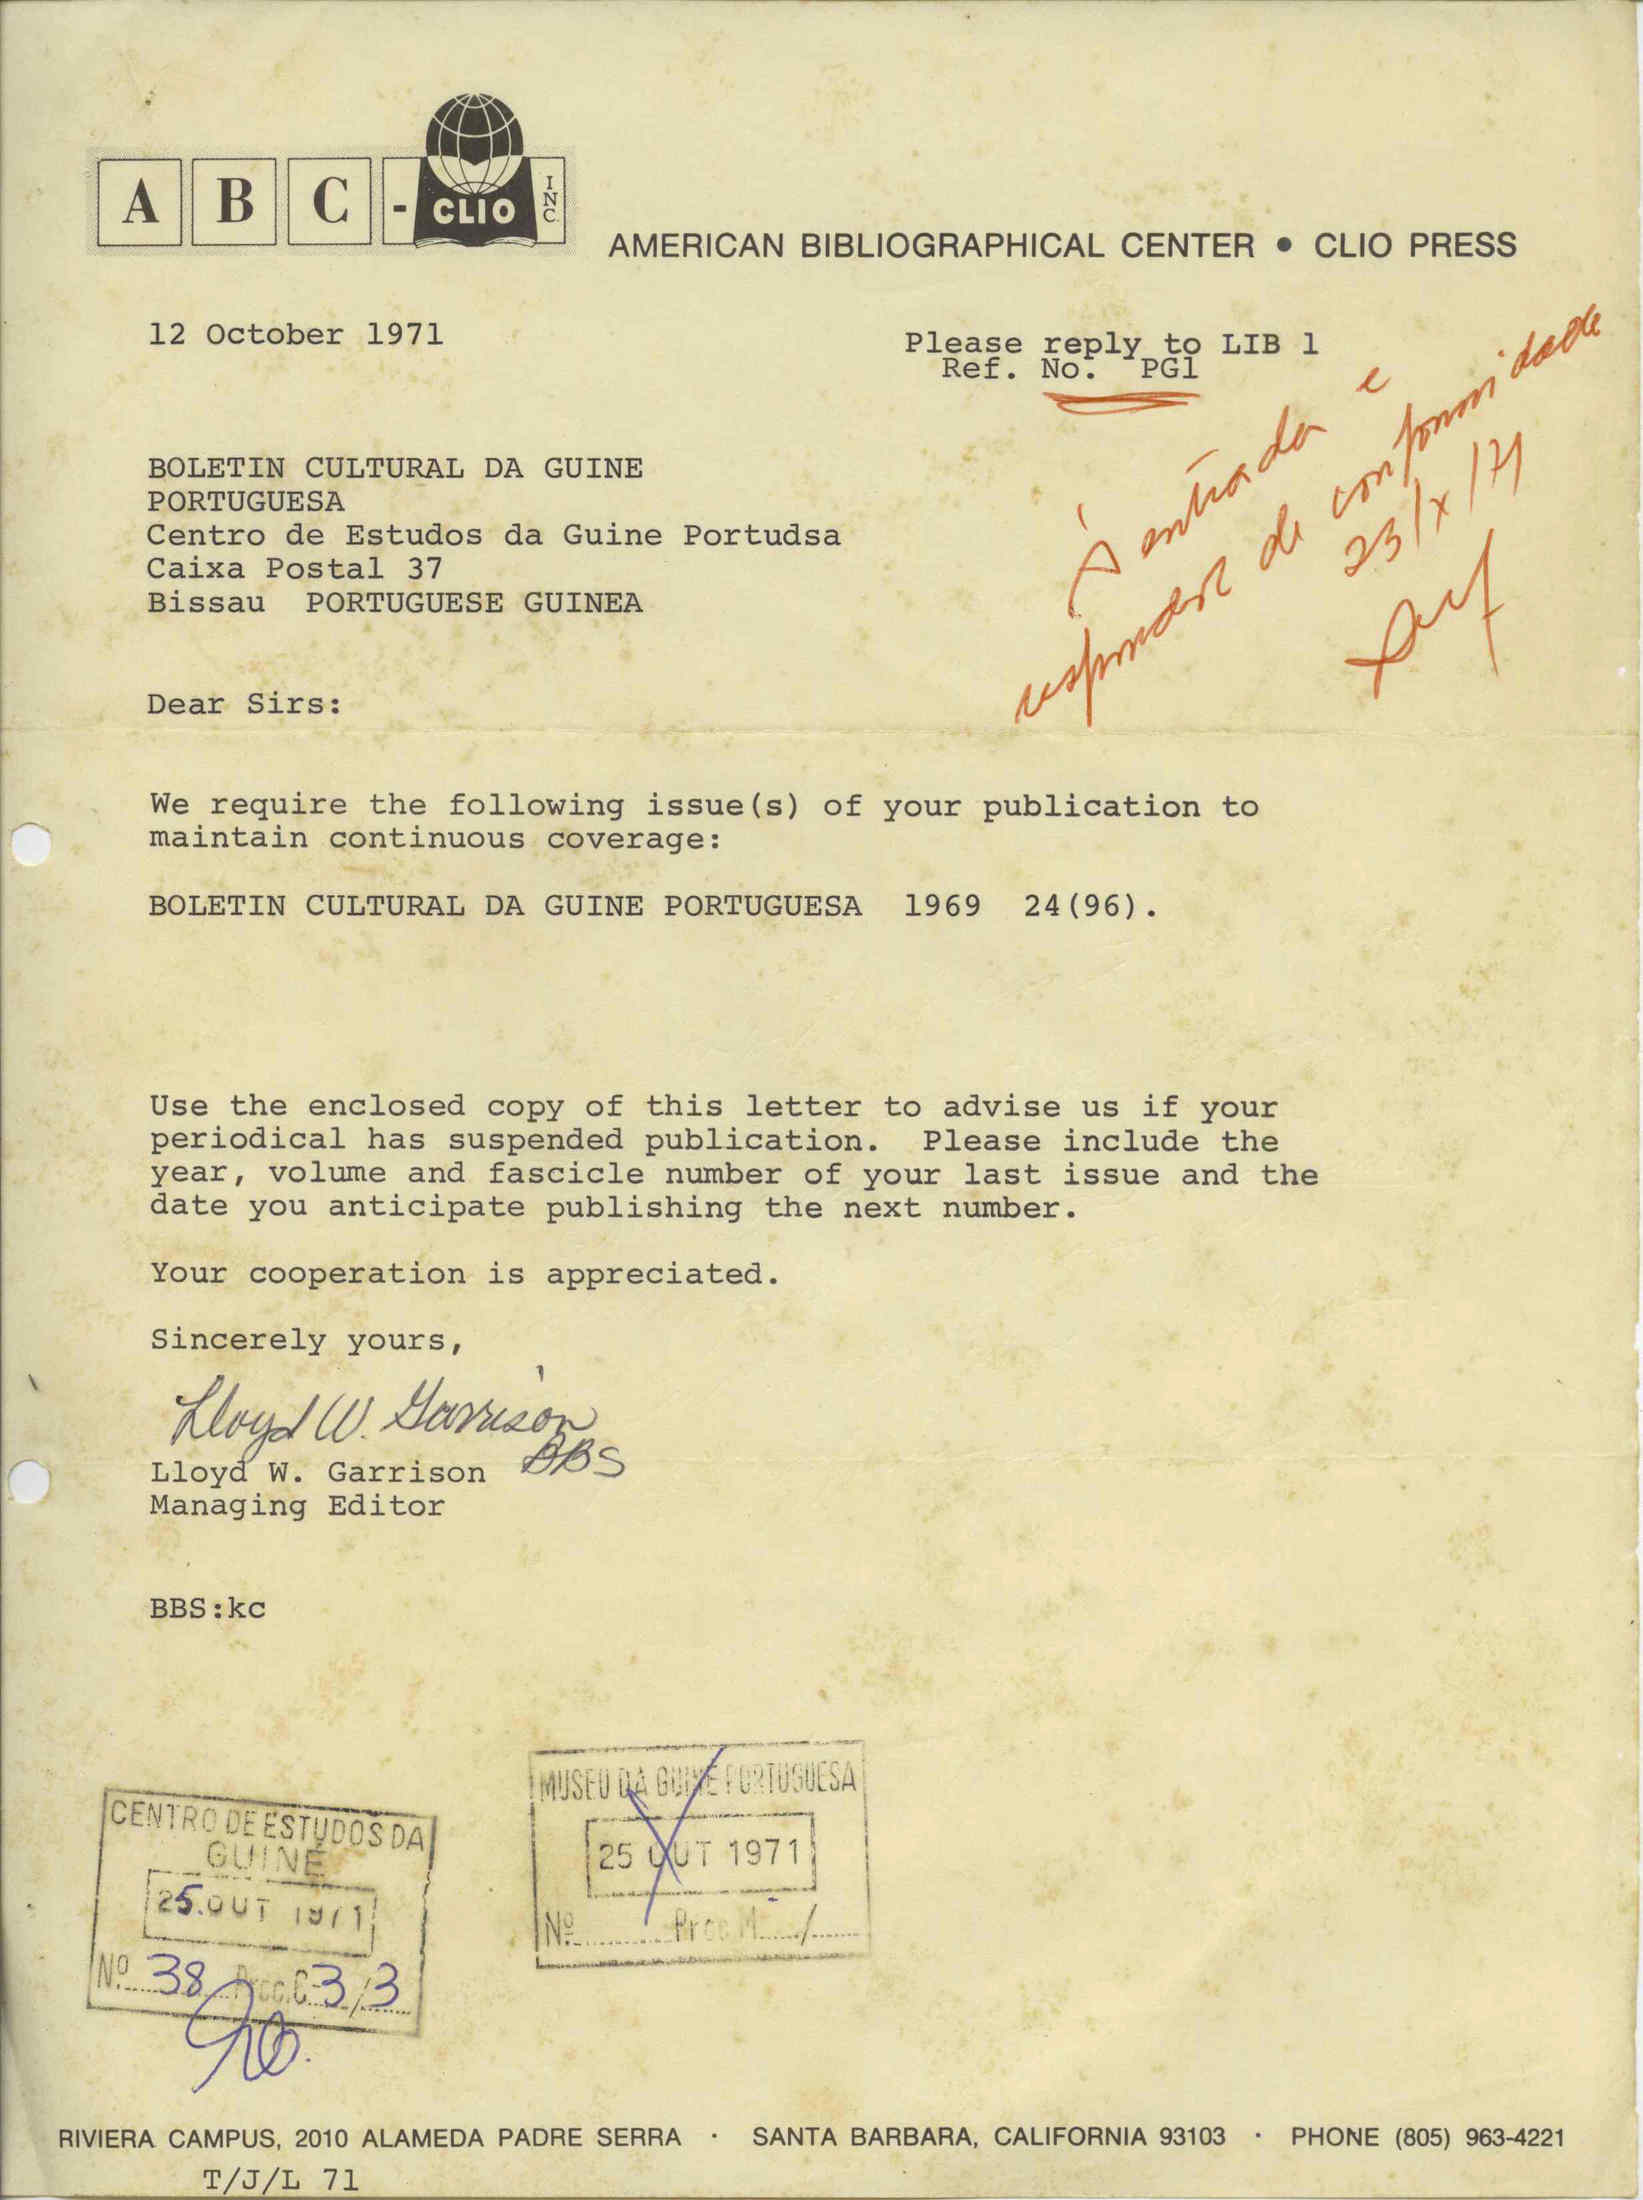 A B C - CLIO INC
AMERICAN BIBLIOGRAPHICAL CENTER • CLIO PRESS
12 October 1971
Please reply to LIB 1
Ref. No. PG1
À entrada e
responder de conformidade
23/X/71
BOLETIN CULTURAL DA GUINE
PORTUGUESA
Centro de Estudos da Guine Portudsa
Caixa Postal 37
Bissau PORTUGUESE GUINEA
Dear Sirs:
We require the following issue(s) of your publication to
maintain continuous coverage:
BOLETIN CULTURAL DA GUINE PORTUGUESA 1969 24(96).
Use the enclosed copy of this letter to advise us if your
periodical has suspended publication. Please include the
year, volume and fascicle number of your last issue and the
date you anticipate publishing the next number.
Your cooperation is appreciated.
Sincerely yours,
Lloyd W. Garrison
BBS
Lloyd W. Garrison
Managing Editor
BBS:kc
MUSEU DA GUINE PORTUGUESA
25 OUT 1971
Nº Proc. M /
CENTRO DE ESTUDOS DA
GUINÉ
25.OUT 1971
Nº 38 Proc. C-3/3
RIVIERA CAMPUS, 2010 ALAMEDA PADRE SERRA · SANTA BARBARA, CALIFORNIA 93103 · PHONE (805) 963-4221
T/J/L 71